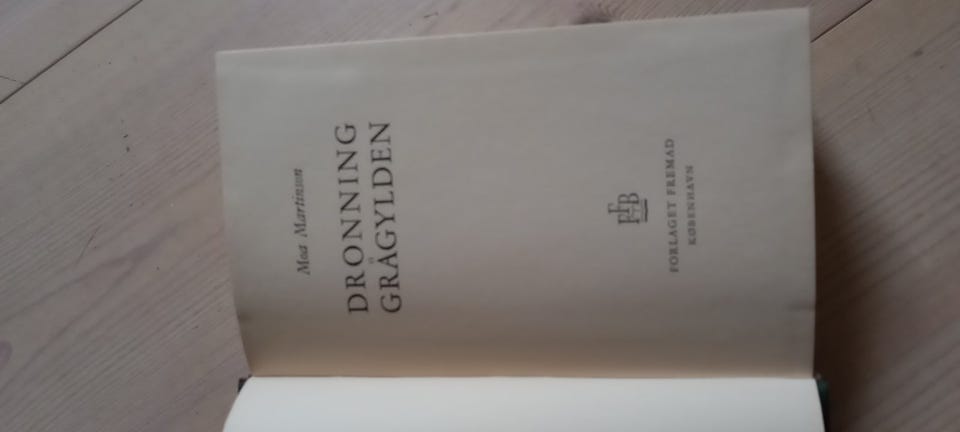 Moa Martinson
DRONNING
GRÅGYLDEN
FFB
FORLAGET FREMAD
KØBENHAVN